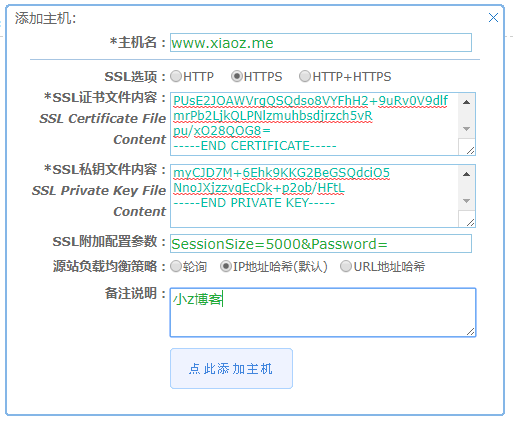 添加主机:
*主机名： www.xiaoz.me
SSL选项： HTTP HTTPS HTTP+HTTPS
*SSL证书文件内容：
SSL Certificate File
Content
PUsE2JOAWVrqOSQdso8VYFhH2+9uRv0V9dlf
mrPb2LjkQLPNlzmuhbsdjrzch5vR
pu/xO28QOG8=
-----END CERTIFICATE-----
*SSL私钥文件内容：
SSL Private Key File
Content
myCJD7M+6Ehk9KKG2BeGSQdciO5
NnoJXjzzvqEcDk+p2ob/HFtL
-----END PRIVATE KEY-----
SSL附加配置参数： SessionSize=5000&Password=
源站负载均衡策略： 轮询 IP地址哈希(默认) URL地址哈希
备注说明： 小z博客
点此添加主机